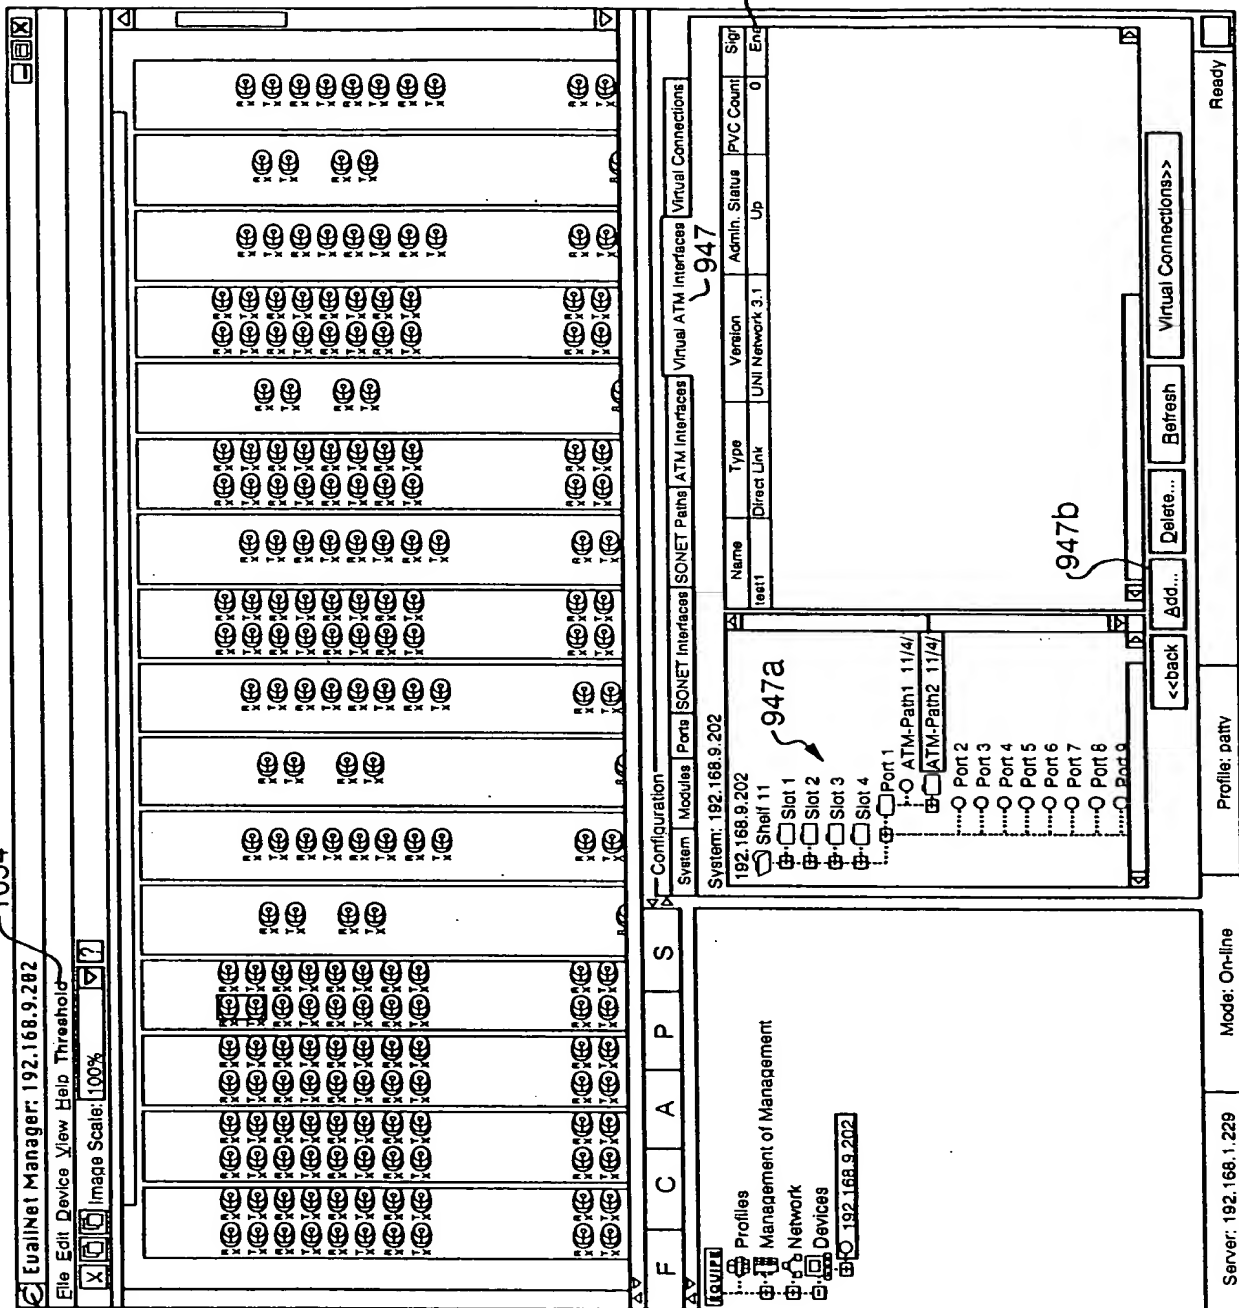 EuallNet Manager: 192.168.9.202
File Edit Device View Help Threshold
Image Scale: 100%
?
F C A P S
Profiles
Management of Management
Network
Devices
192.168.9.202
Configuration
System Modules Ports SONET Interfaces SONET Paths ATM Interfaces Virtual ATM Interfaces Virtual Connections
947
System: 192.168.9.202
192.168.9.202
Shelf 11
947a
Slot 1
Slot 2
Slot 3
Slot 4
Port 1
ATM-Path1 11/4/
ATM-Path2 11/4/
Port 2
Port 3
Port 4
Port 5
Port 6
Port 7
Port 8
Port 9
Name Type Version Admin. Status PVC Count Sigr
test1 Direct Link UNI Network 3.1 Up 0 Ena
947b
<<back Add... Delete... Refresh Virtual Connections>>
Server: 192.168.1.229 Mode: On-line Profile: patty Ready